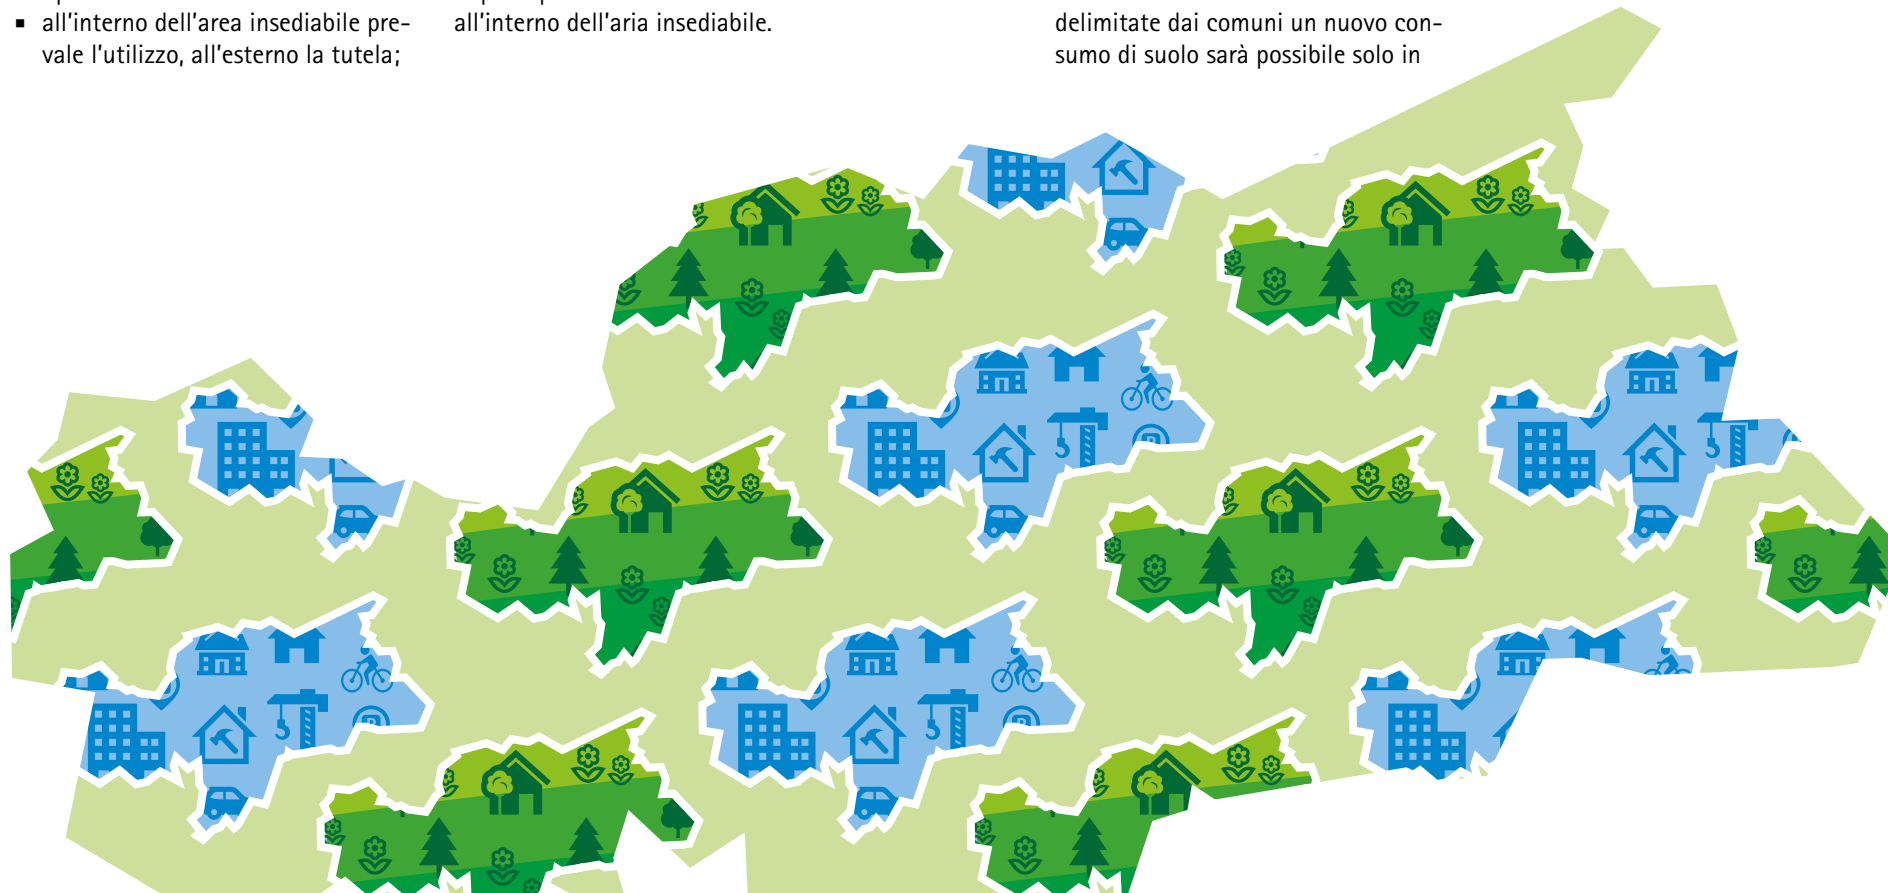 ▪ all'interno dell'area insediabile pre-
vale l'utilizzo, all'esterno la tutela;
all'interno dell'aria insediabile.
delimitate dai comuni un nuovo con-
sumo di suolo sarà possibile solo in